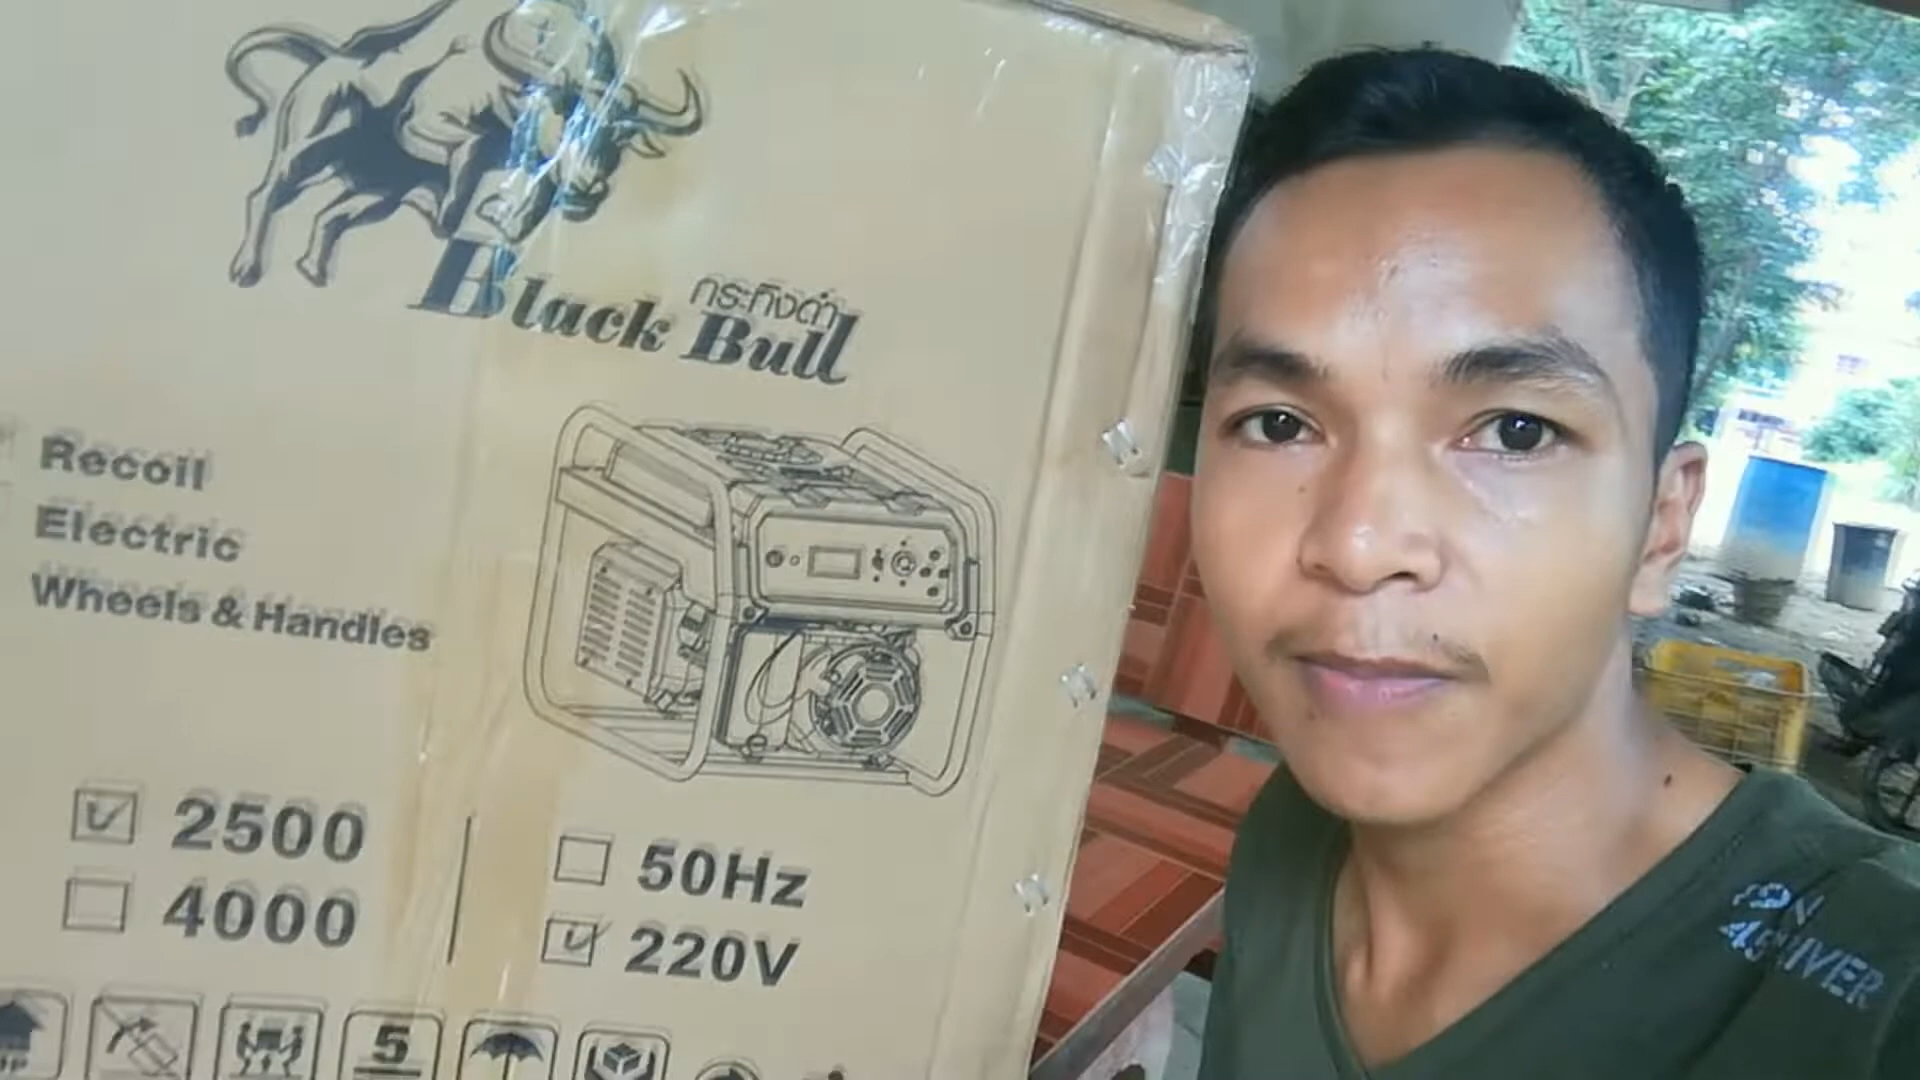 กระทิงดำ
Black Bull
Recoil
Electric
Wheels & Handles
2500
4000
50Hz
220V
5